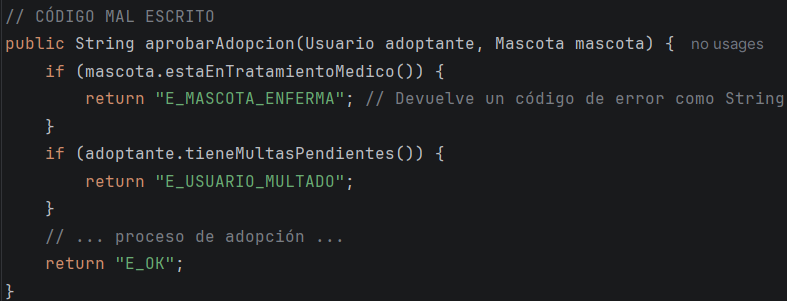 // CÓDIGO MAL ESCRITO
public String aprobarAdopcion(Usuario adoptante, Mascota mascota) { no usages
    if (mascota.estaEnTratamientoMedico()) {
        return "E_MASCOTA_ENFERMA"; // Devuelve un código de error como String
    }
    if (adoptante.tieneMultasPendientes()) {
        return "E_USUARIO_MULTADO";
    }
    // ... proceso de adopción ...
    return "E_OK";
}